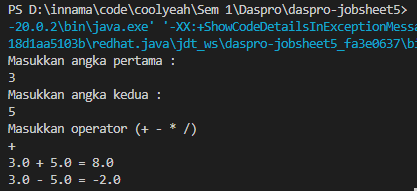 PS D:\innama\code\coolyeah\Sem 1\Daspro\daspro-jobsheet5>
-20.0.2\bin\java.exe' '-XX:+ShowCodeDetailsInExceptionMessa
18d1aa5103b\redhat.java\jdt_ws\daspro-jobsheet5_fa3e0637\bi
Masukkan angka pertama :
3
Masukkan angka kedua :
5
Masukkan operator (+ - * /)
+
3.0 + 5.0 = 8.0
3.0 - 5.0 = -2.0